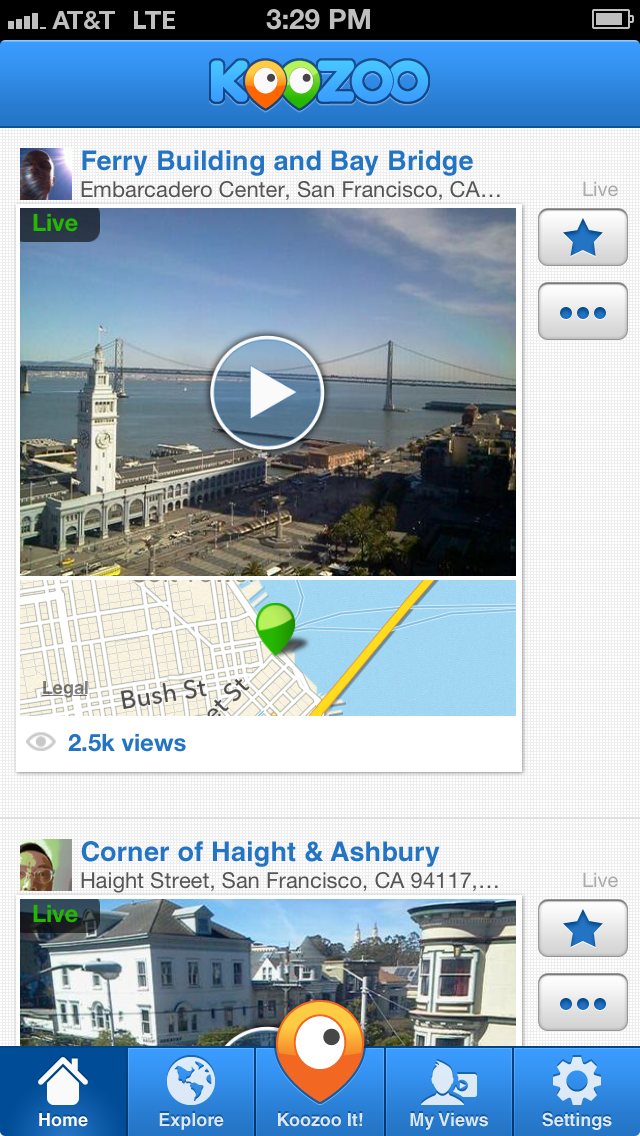 AT&T LTE 3:29 PM
KOOZOO
Ferry Building and Bay Bridge
Embarcadero Center, San Francisco, CA…
Live
Live
Legal
Bush St
et St
2.5k views
Corner of Haight & Ashbury
Haight Street, San Francisco, CA 94117,…
Live
Live
Home
Explore
Koozoo It!
My Views
Settings